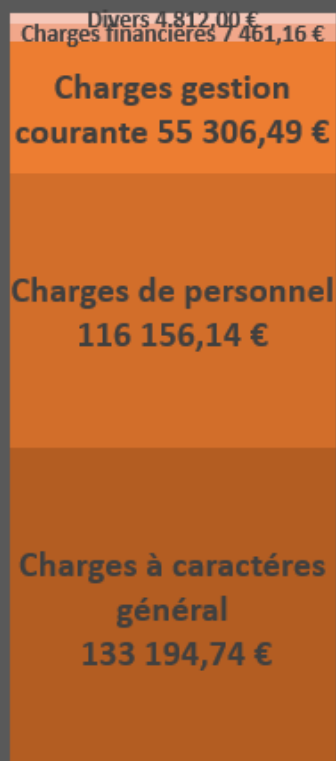 Divers 4.812,00 €
Charges financières 7 461,16 €
Charges gestion
courante 55 306,49 €
Charges de personnel
116 156,14 €
Charges à caractéres
général
133 194,74 €